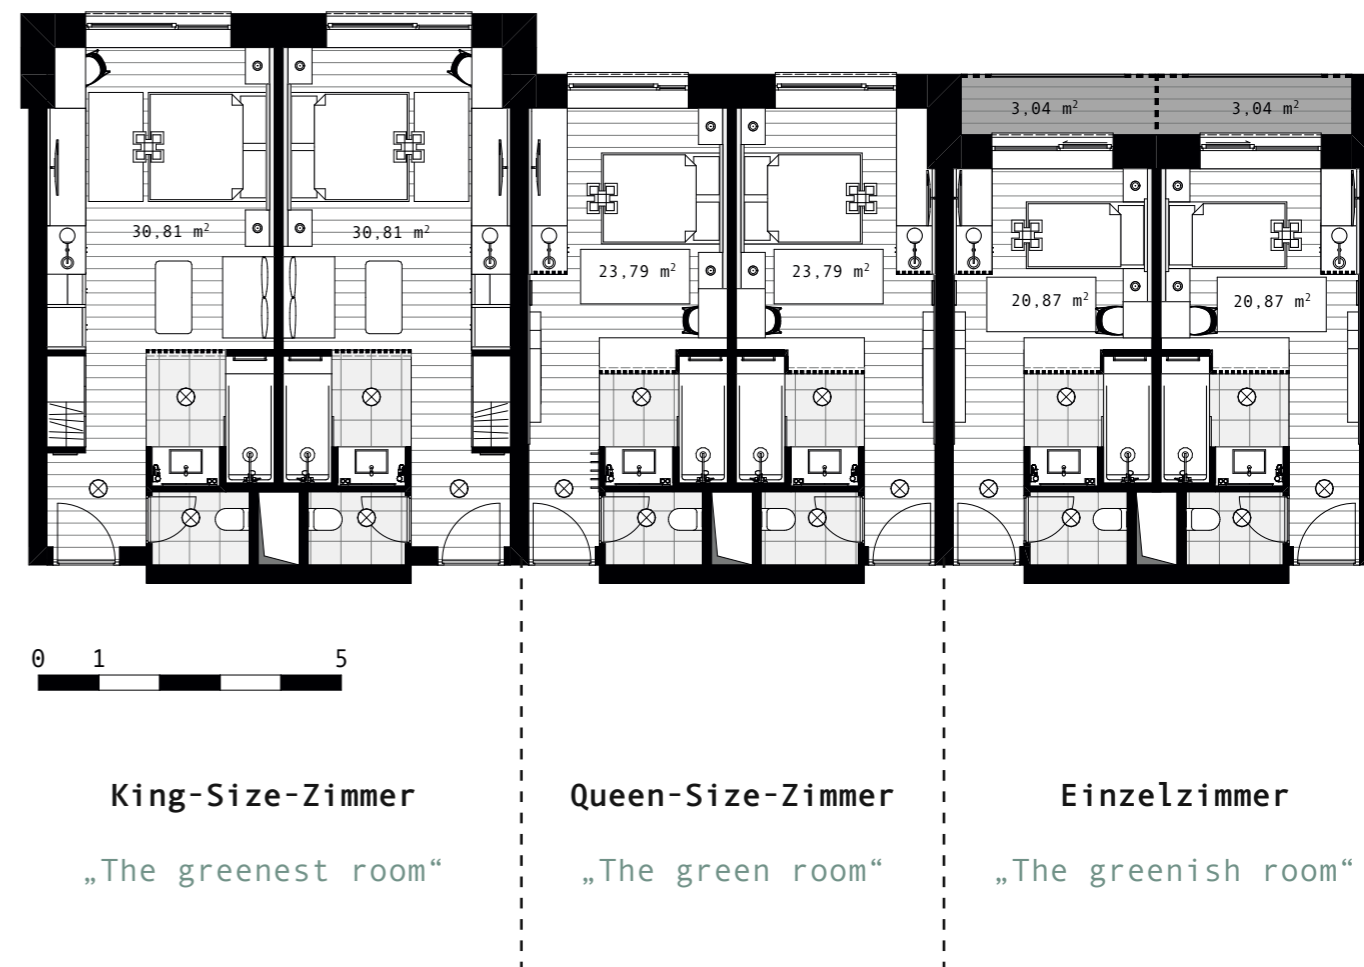 3,04 m²
3,04 m²
30,81 m²
30,81 m²
23,79 m²
23,79 m²
20,87 m²
20,87 m²
0 1 5
King-Size-Zimmer
„The greenest room“
Queen-Size-Zimmer
„The green room“
Einzelzimmer
„The greenish room“